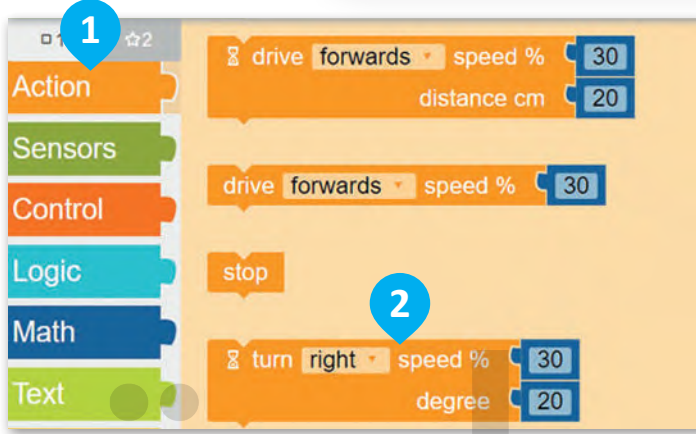 1
☆2
Action
Sensors
Control
Logic
Math
Text
drive forwards speed % 30
distance cm 20
drive forwards speed % 30
stop
2
turn right speed % 30
degree 20